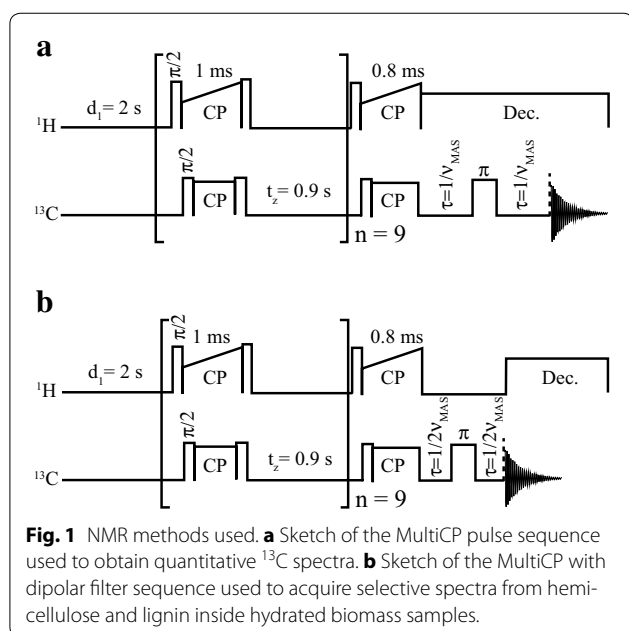 a
π/2
1 ms
0.8 ms
d₁= 2 s
CP
CP
Dec.
¹H
π/2
τ=1/νMAS
π
τ=1/νMAS
CP
t_z= 0.9 s
CP
¹³C
n = 9
b
π/2
1 ms
0.8 ms
d₁= 2 s
CP
CP
Dec.
¹H
π/2
τ=1/2νMAS
π
τ=1/2νMAS
CP
t_z= 0.9 s
CP
¹³C
n = 9
Fig. 1 NMR methods used. a Sketch of the MultiCP pulse sequence
used to obtain quantitative ¹³C spectra. b Sketch of the MultiCP with
dipolar filter sequence used to acquire selective spectra from hemi-
cellulose and lignin inside hydrated biomass samples.